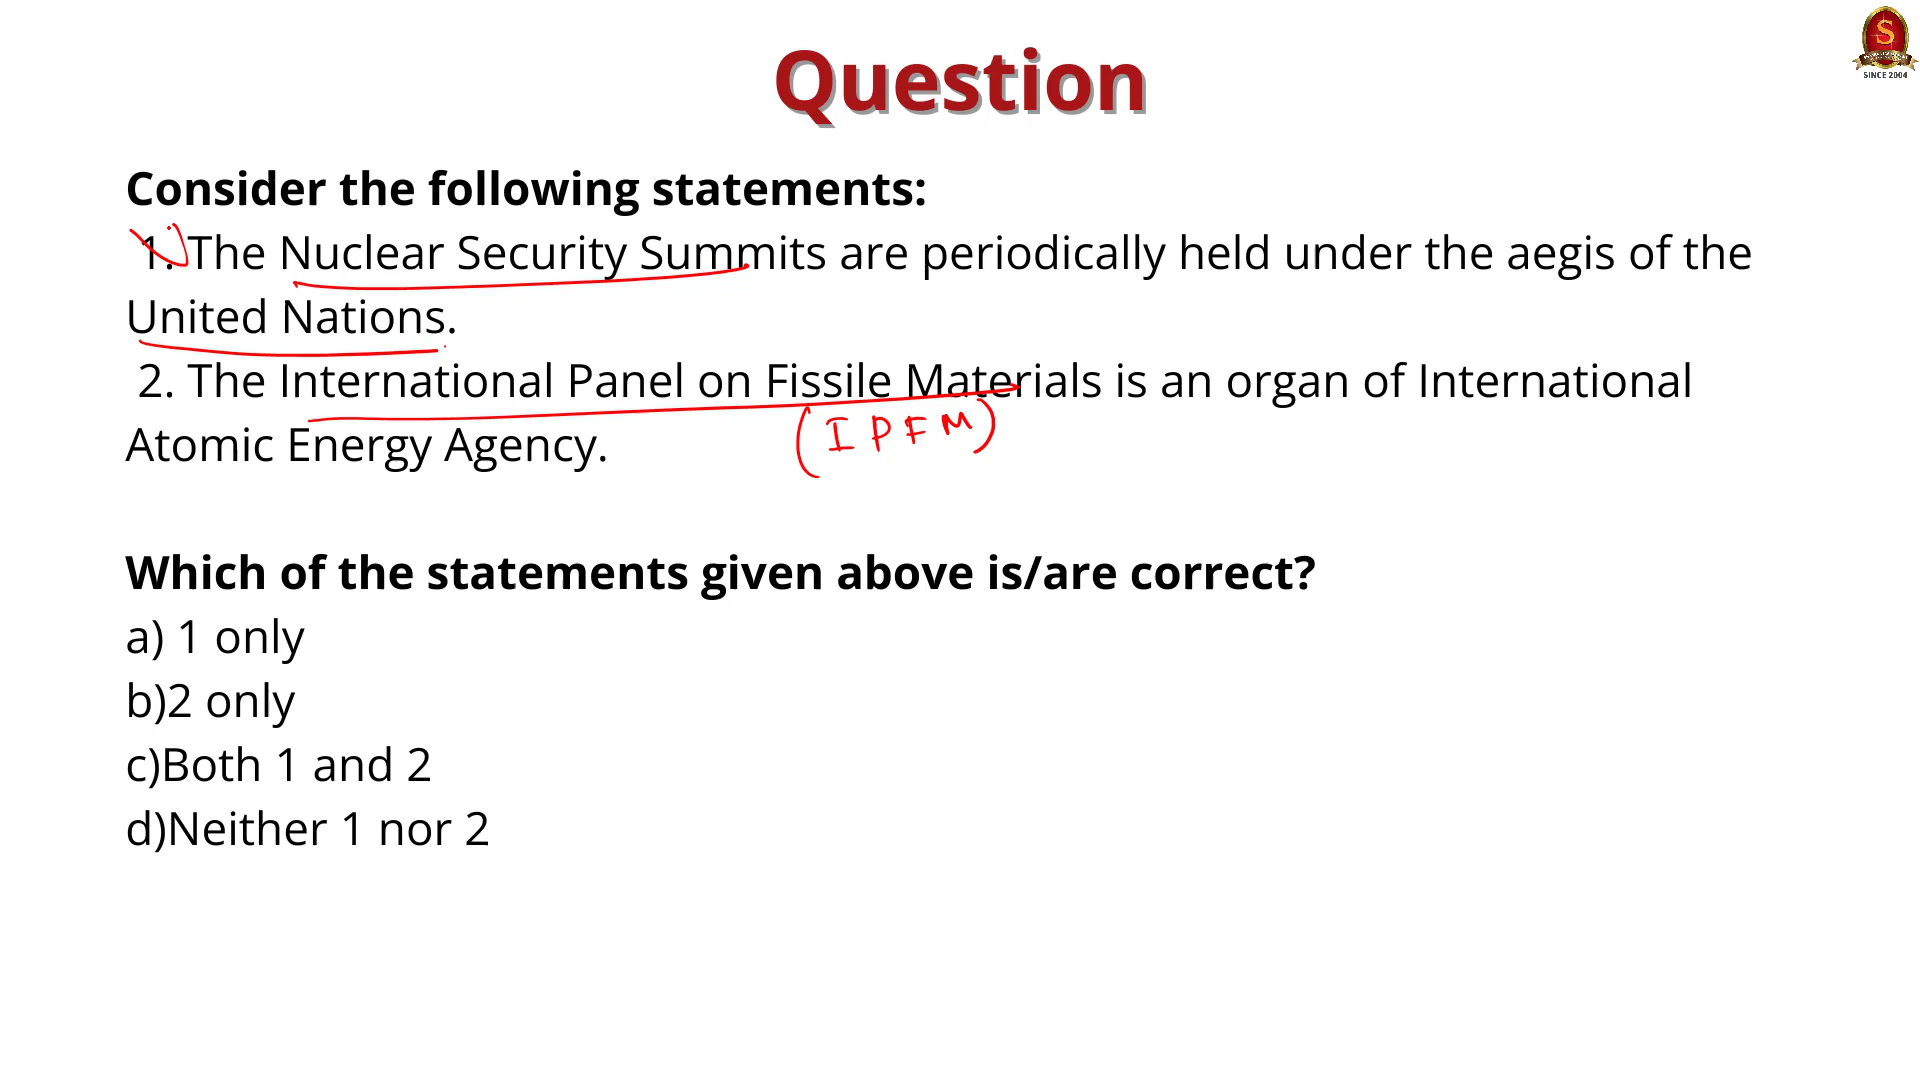 Question
SINCE 2004
Consider the following statements:
1. The Nuclear Security Summits are periodically held under the aegis of the
United Nations.
2. The International Panel on Fissile Materials is an organ of International
(IPFM)
Atomic Energy Agency.
Which of the statements given above is/are correct?
a) 1 only
b)2 only
c)Both 1 and 2
d)Neither 1 nor 2